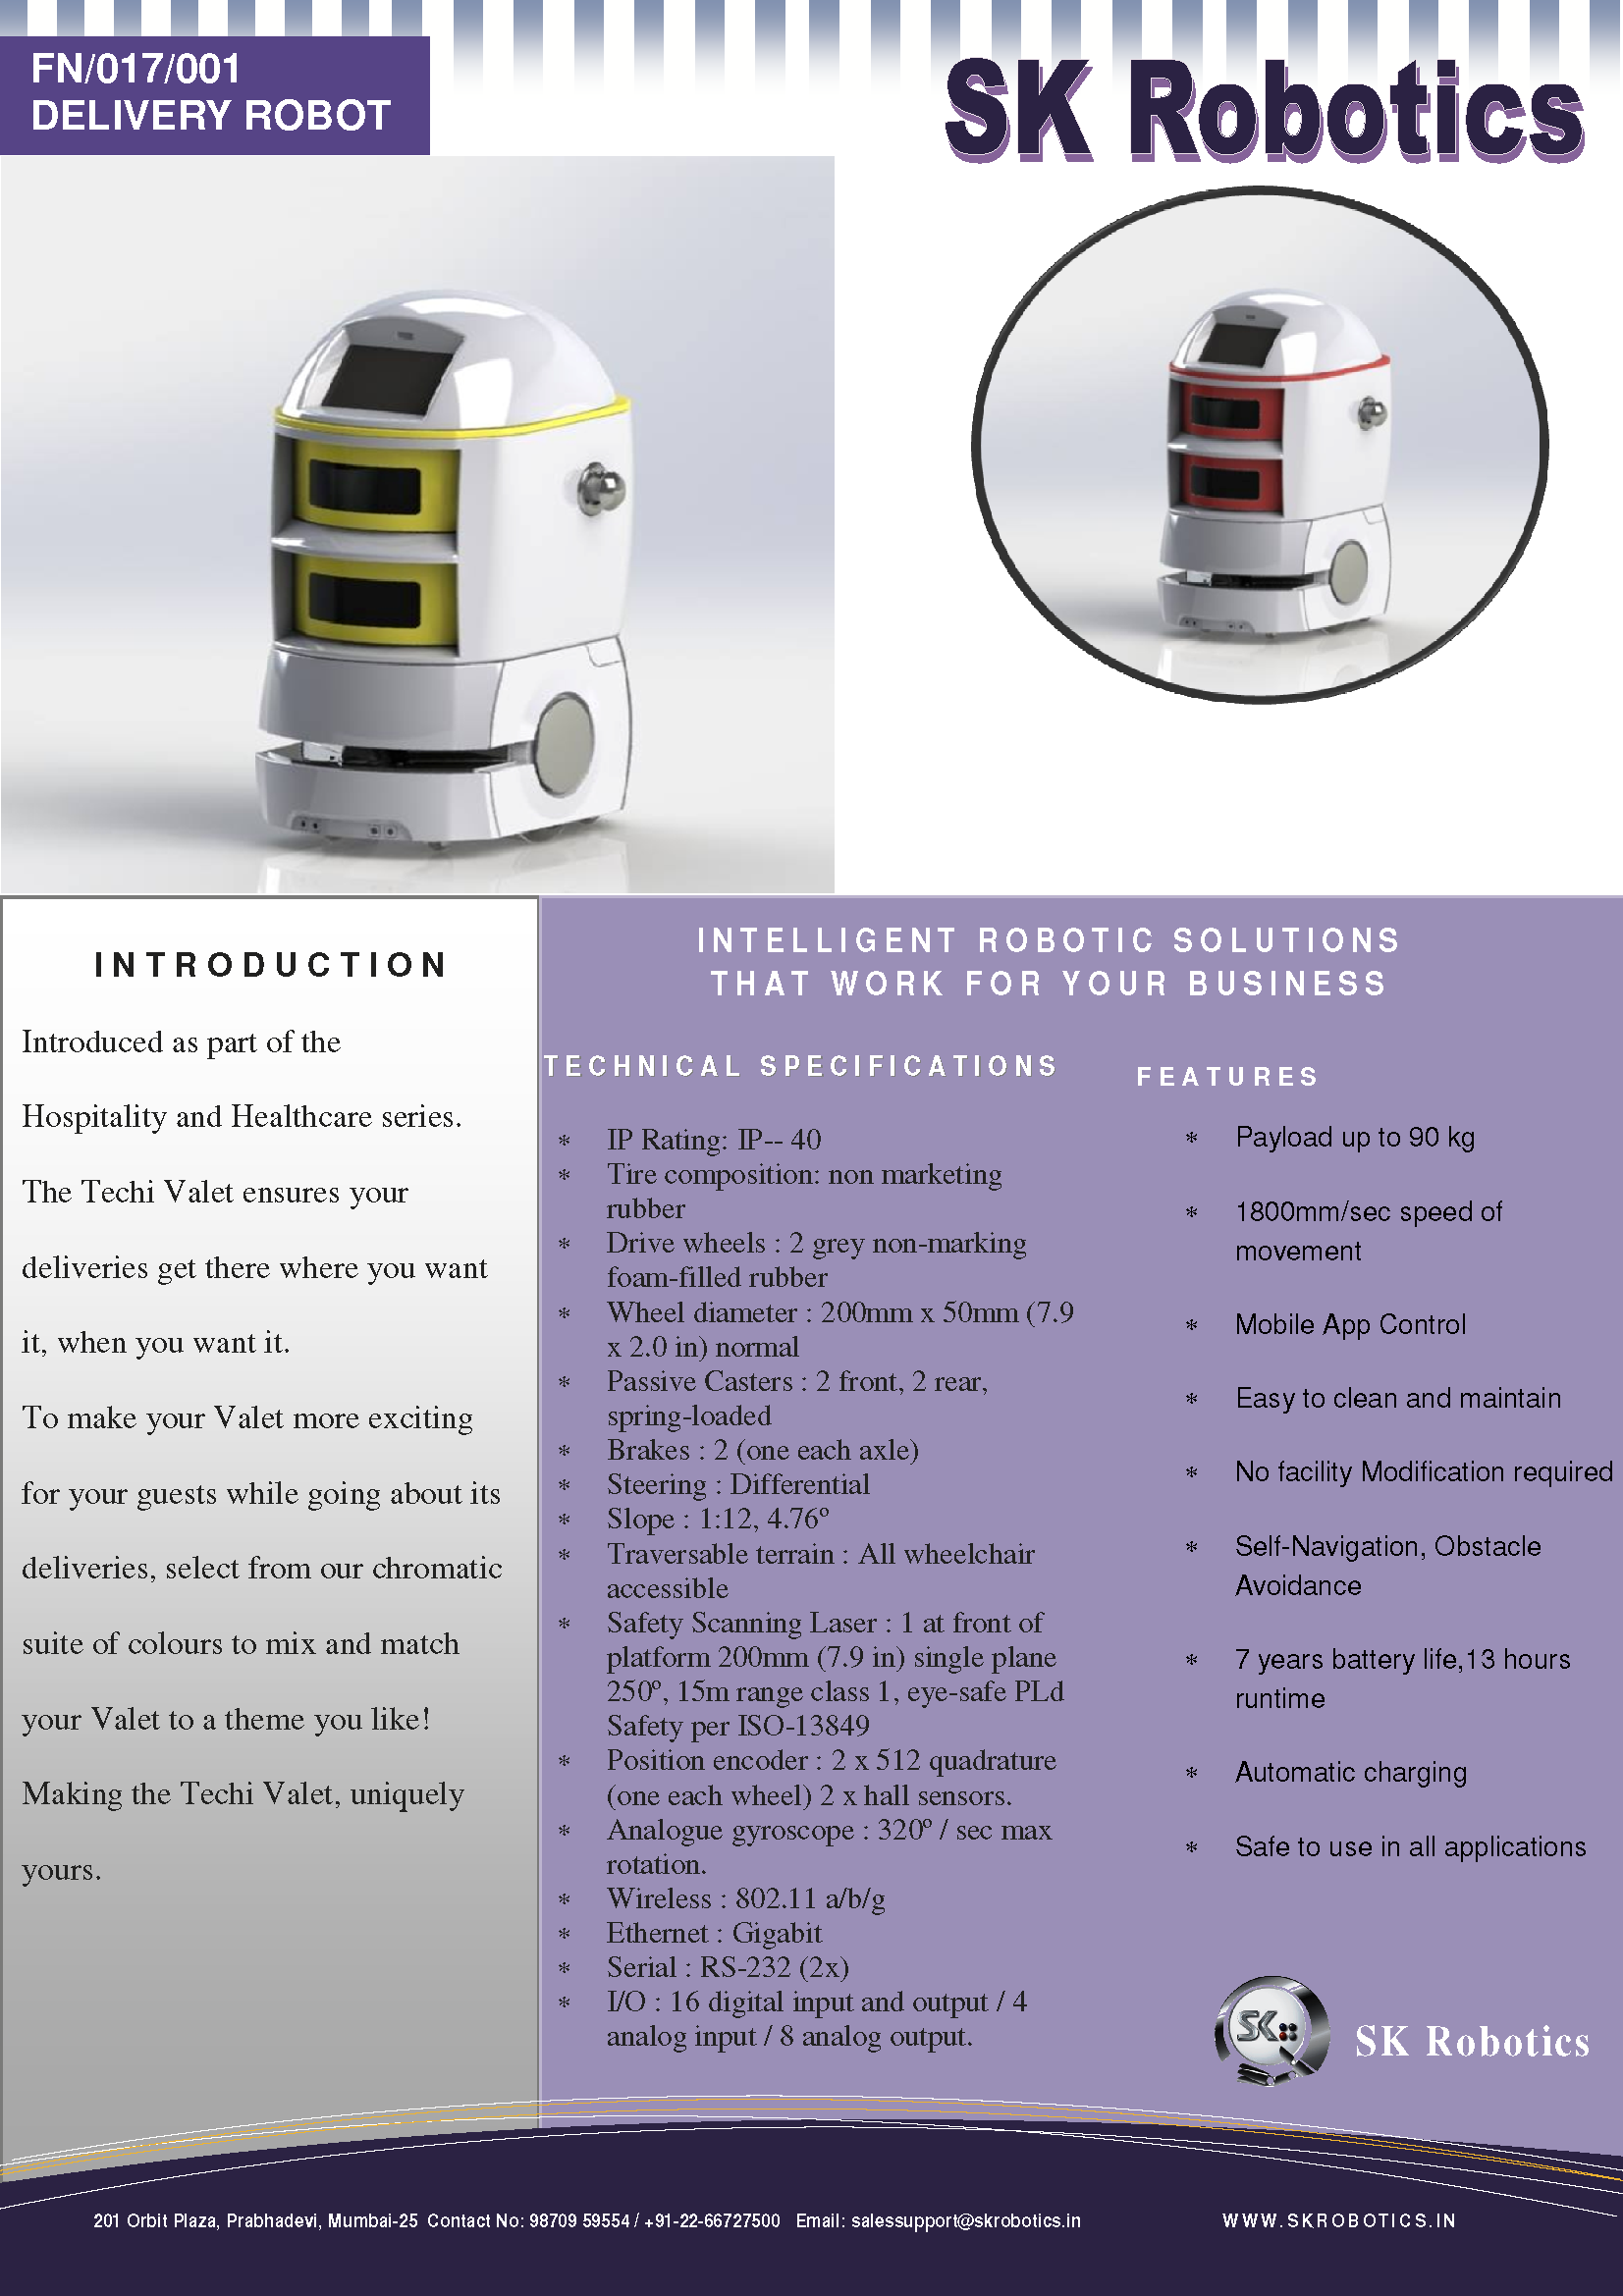 FN/017/001
DELIVERY ROBOT
SK Robotics
INTRODUCTION
Introduced as part of the
Hospitality and Healthcare series.
The Techi Valet ensures your
deliveries get there where you want
it, when you want it.
To make your Valet more exciting
for your guests while going about its
deliveries, select from our chromatic
suite of colours to mix and match
your Valet to a theme you like!
Making the Techi Valet, uniquely
yours.
INTELLIGENT ROBOTIC SOLUTIONS
THAT WORK FOR YOUR BUSINESS
TECHNICAL SPECIFICATIONS
* IP Rating: IP-- 40
* Tire composition: non marketing
rubber
* Drive wheels : 2 grey non-marking
foam-filled rubber
* Wheel diameter : 200mm x 50mm (7.9
x 2.0 in) normal
* Passive Casters : 2 front, 2 rear,
spring-loaded
* Brakes : 2 (one each axle)
* Steering : Differential
* Slope : 1:12, 4.76º
* Traversable terrain : All wheelchair
accessible
* Safety Scanning Laser : 1 at front of
platform 200mm (7.9 in) single plane
250º, 15m range class 1, eye-safe PLd
Safety per ISO-13849
* Position encoder : 2 x 512 quadrature
(one each wheel) 2 x hall sensors.
* Analogue gyroscope : 320º / sec max
rotation.
* Wireless : 802.11 a/b/g
* Ethernet : Gigabit
* Serial : RS-232 (2x)
* I/O : 16 digital input and output / 4
analog input / 8 analog output.
FEATURES
* Payload up to 90 kg
* 1800mm/sec speed of
movement
* Mobile App Control
* Easy to clean and maintain
* No facility Modification required
* Self-Navigation, Obstacle
Avoidance
* 7 years battery life,13 hours
runtime
* Automatic charging
* Safe to use in all applications
SK
SK Robotics
201 Orbit Plaza, Prabhadevi, Mumbai-25 Contact No: 98709 59554 / +91-22-66727500 Email: salessupport@skrobotics.in
WWW.SKROBOTICS.IN